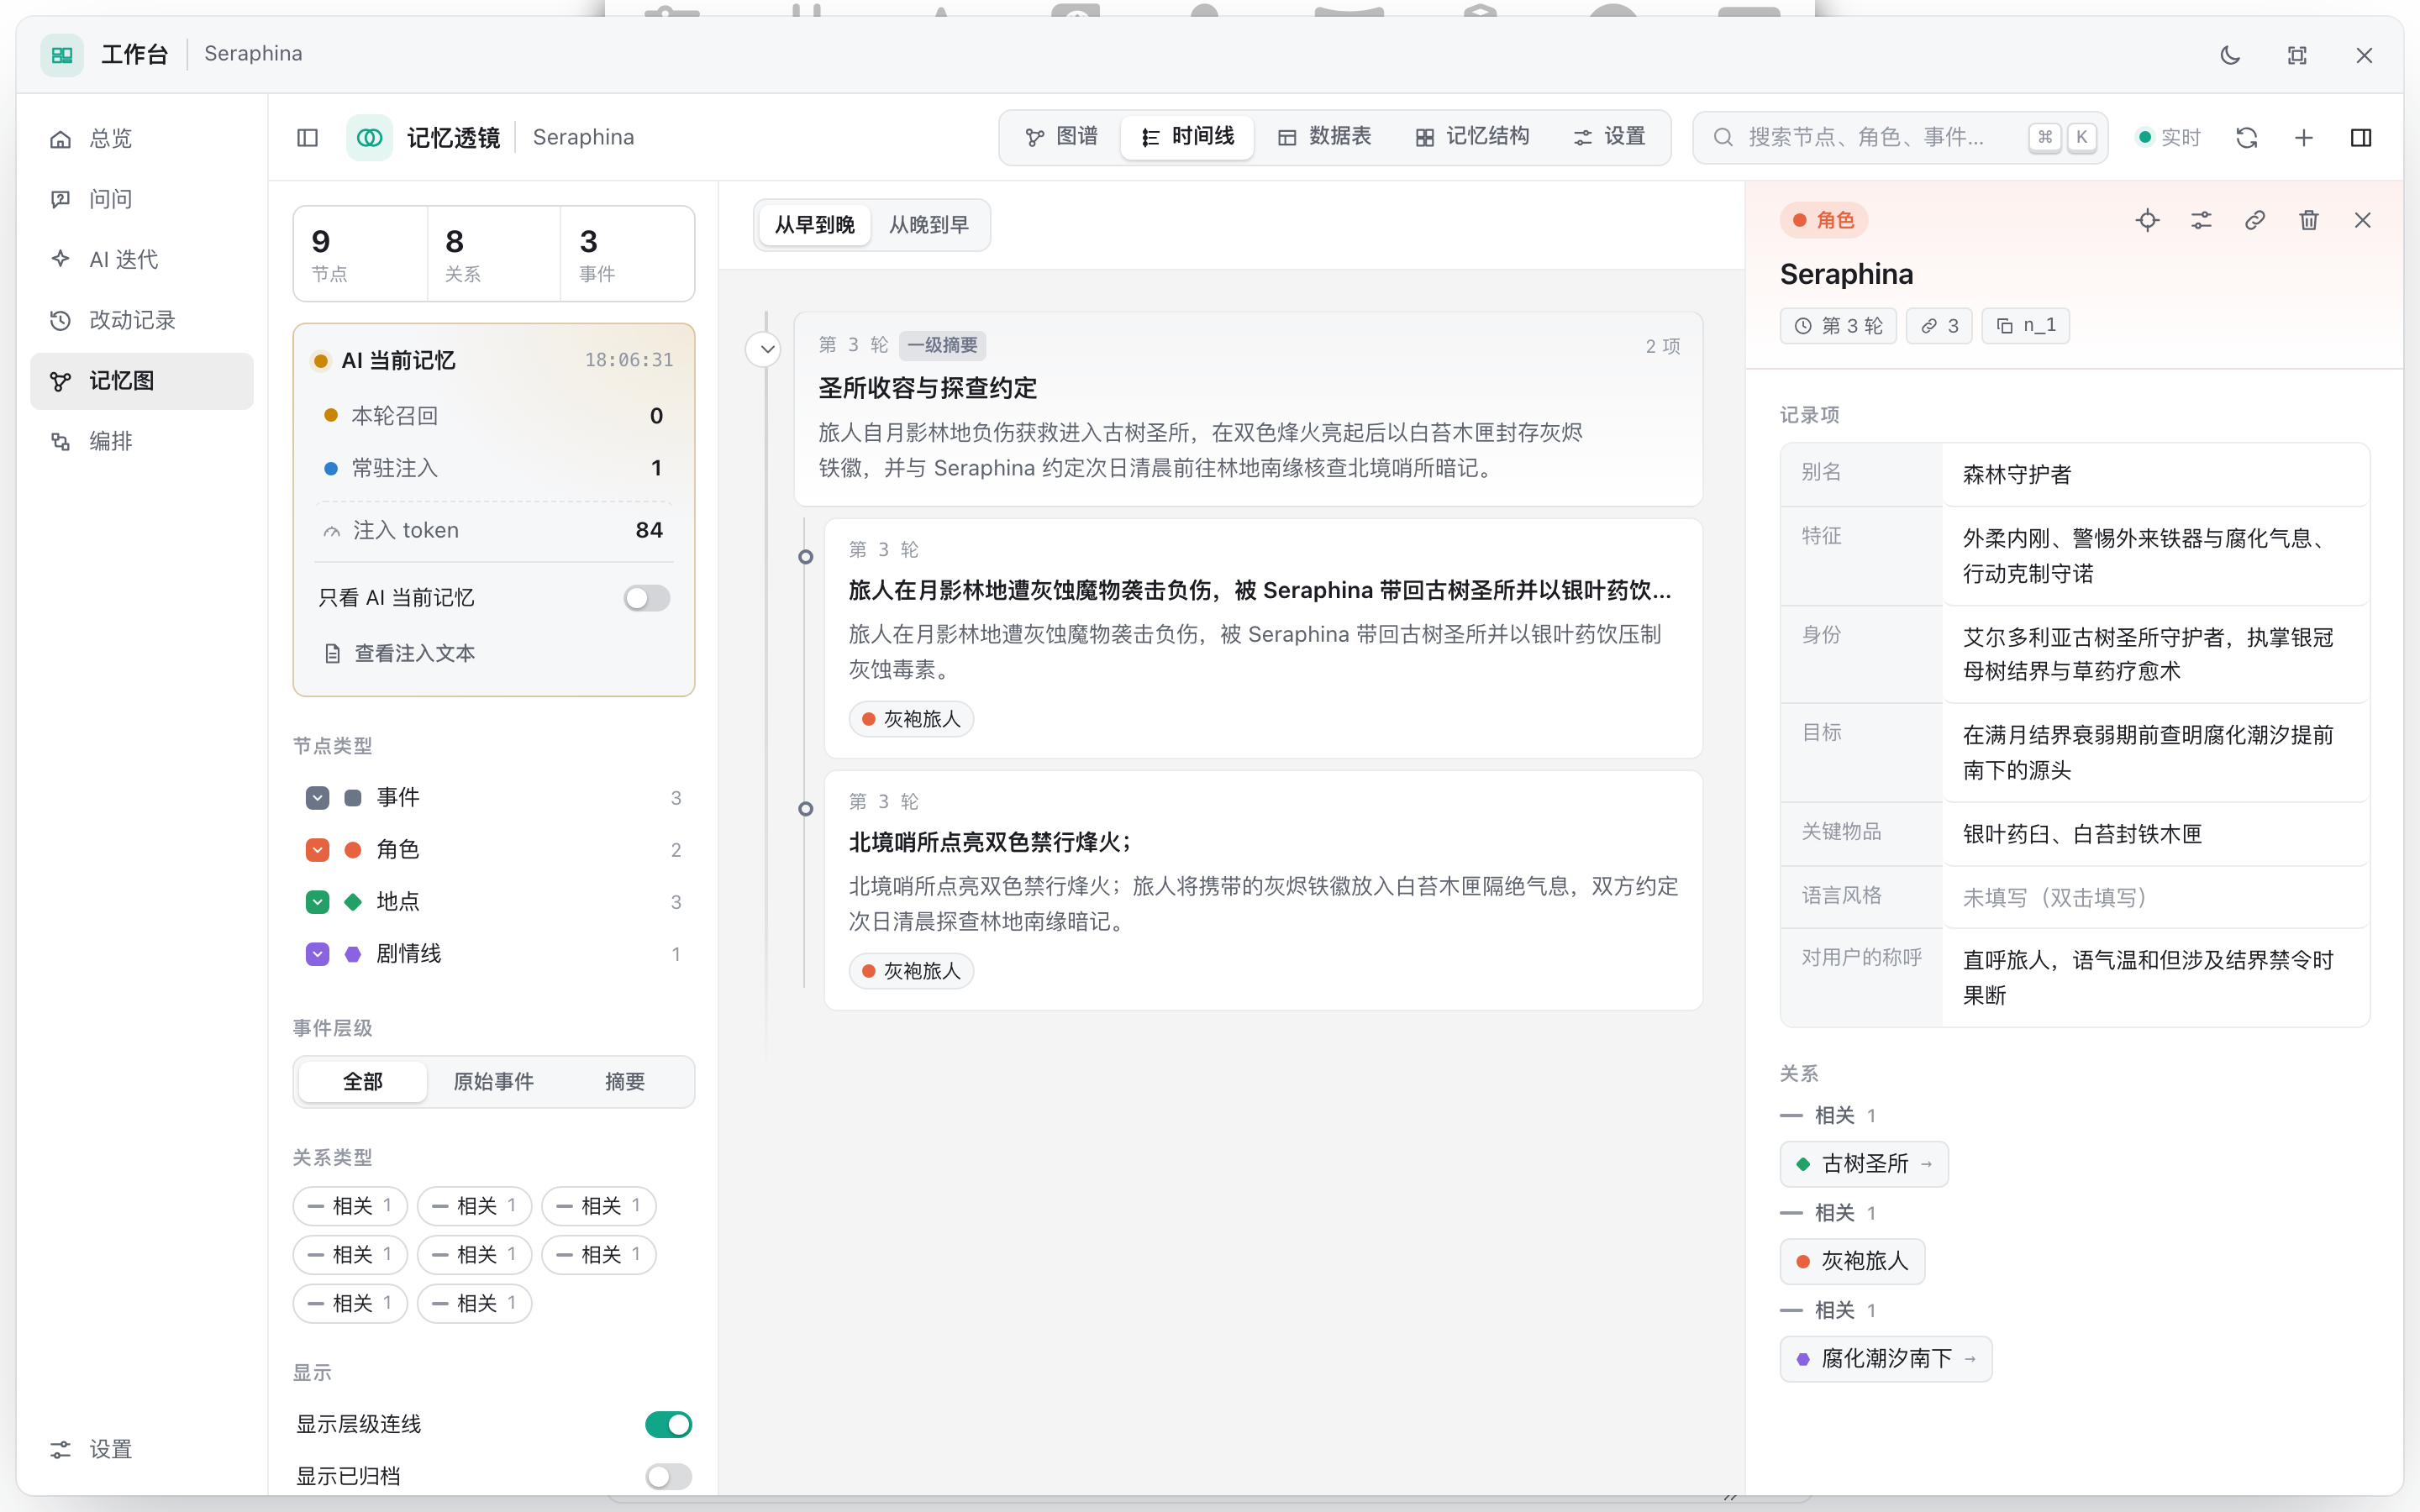 工作台
Seraphina
总览
问问
AI 迭代
改动记录
记忆图
编排
设置
记忆透镜
Seraphina
图谱
时间线
数据表
记忆结构
设置
搜索节点、角色、事件...
⌘ K
实时
9
节点
8
关系
3
事件
AI 当前记忆
18:06:31
本轮召回
0
常驻注入
1
注入 token
84
只看 AI 当前记忆
查看注入文本
节点类型
事件
3
角色
2
地点
3
剧情线
1
事件层级
全部
原始事件
摘要
关系类型
相关 1
相关 1
相关 1
相关 1
相关 1
相关 1
相关 1
相关 1
显示
显示层级连线
显示已归档
从早到晚
从晚到早
第 3 轮
一级摘要
2 项
圣所收容与探查约定
旅人自月影林地负伤获救进入古树圣所，在双色烽火亮起后以白苔木匣封存灰烬
铁徽，并与 Seraphina 约定次日清晨前往林地南缘核查北境哨所暗记。
第 3 轮
旅人在月影林地遭灰蚀魔物袭击负伤，被 Seraphina 带回古树圣所并以银叶药饮...
旅人在月影林地遭灰蚀魔物袭击负伤，被 Seraphina 带回古树圣所并以银叶药饮压制
灰蚀毒素。
灰袍旅人
第 3 轮
北境哨所点亮双色禁行烽火；
北境哨所点亮双色禁行烽火；旅人将携带的灰烬铁徽放入白苔木匣隔绝气息，双方约定
次日清晨探查林地南缘暗记。
灰袍旅人
角色
Seraphina
第 3 轮
3
n_1
记录项
别名
森林守护者
特征
外柔内刚、警惕外来铁器与腐化气息、
行动克制守诺
身份
艾尔多利亚古树圣所守护者，执掌银冠
母树结界与草药疗愈术
目标
在满月结界衰弱期前查明腐化潮汐提前
南下的源头
关键物品
银叶药臼、白苔封铁木匣
语言风格
未填写（双击填写）
对用户的称呼
直呼旅人，语气温和但涉及结界禁令时
果断
关系
相关 1
古树圣所 →
相关 1
灰袍旅人
相关 1
腐化潮汐南下 →